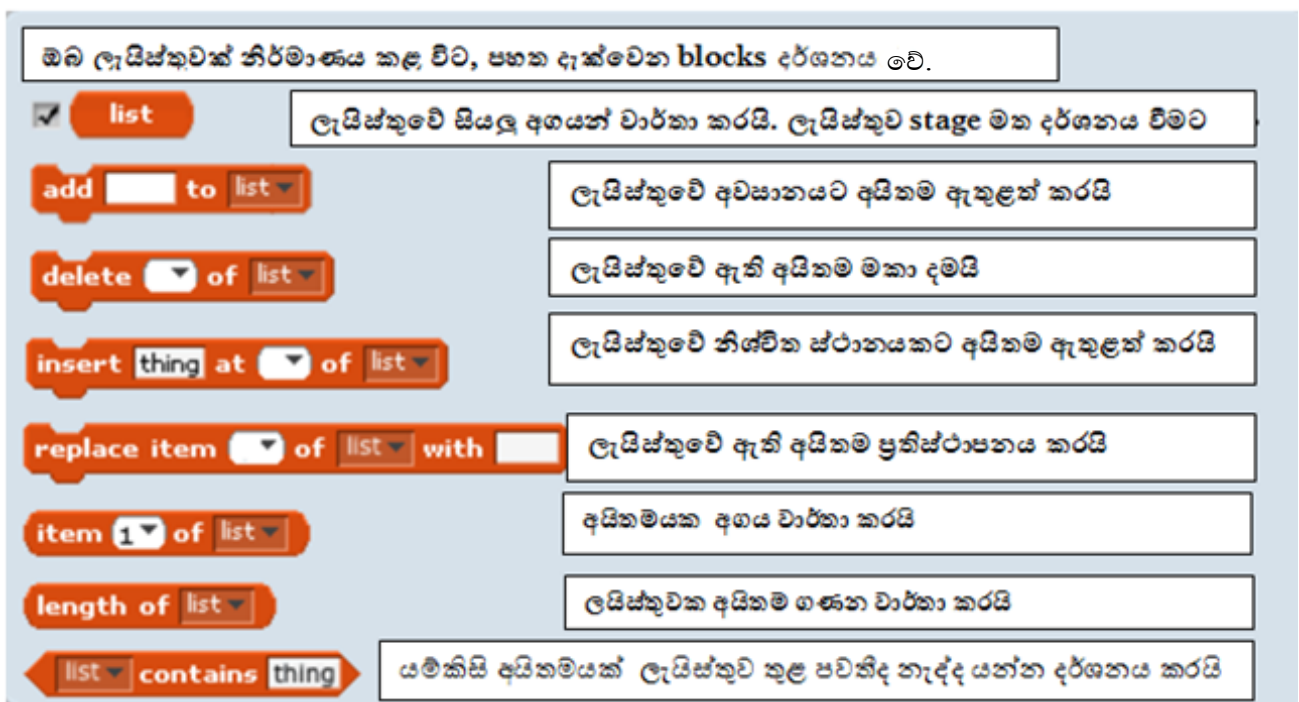 ඔබ ලැයිස්තුවක් නිර්මාණය කළ විට, පහත දැක්වෙන blocks දර්ශනය වේ.
list ලැයිස්තුවේ සියලු අගයන් වාර්තා කරයි. ලැයිස්තුව stage මත දර්ශනය වීමට
add to list ලැයිස්තුවේ අවසානයට අයිතම ඇතුළත් කරයි
delete of list ලැයිස්තුවේ ඇති අයිතම මකා දමයි
insert thing at of list ලැයිස්තුවේ නිශ්චිත ස්ථානයකට අයිතම ඇතුළත් කරයි
replace item of list with ලැයිස්තුවේ ඇති අයිතම ප්‍රතිස්ථාපනය කරයි
item 1 of list අයිතමයක අගය වාර්තා කරයි
length of list ලයිස්තුවක අයිතම ගණන වාර්තා කරයි
list contains thing යම්කිසි අයිතමයක් ලැයිස්තුව තුළ පවතීද නැද්ද යන්න දර්ශනය කරයි